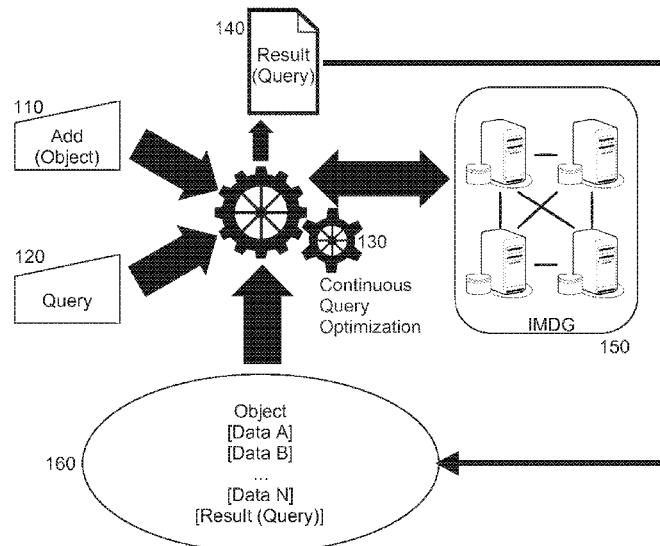 140
Result
(Query)
110
Add
(Object)
120
Query
130
Continuous
Query
Optimization
IMDG
150
160
Object
[Data A]
[Data B]
...
[Data N]
[Result (Query)]